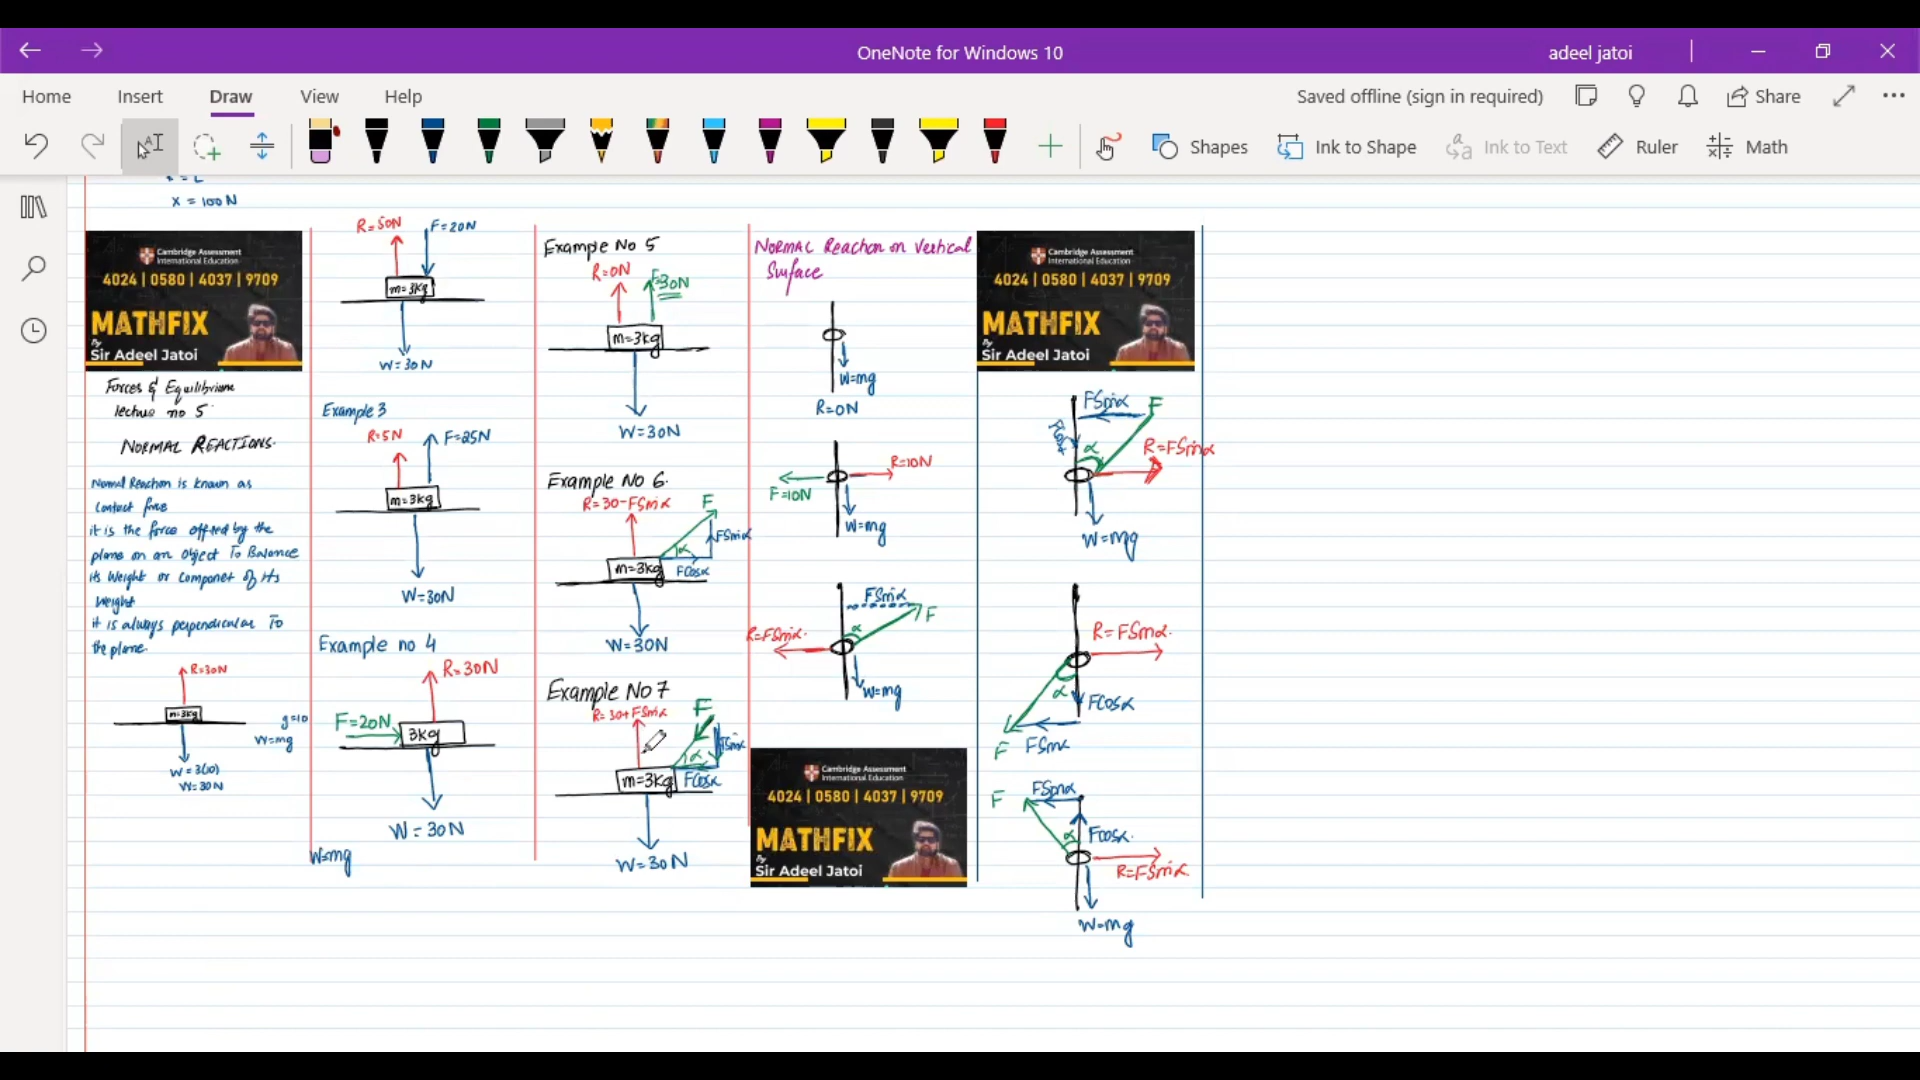 OneNote for Windows 10
adeel jatoi
Home Insert Draw View Help
Saved offline (sign in required)
Share
Shapes
Ink to Shape
Ink to Text
Ruler
Math
X = 100N
Cambridge Assessment
International Education
4024 | 0580 | 4037 | 9709
MATHFIX
By
Sir Adeel Jatoi
Forces & Equilibrium
lecture no 5
NORMAL REACTIONS.
Normal Reaction is known as
Contact force
it is the force offered by the
plane on an object To Balance
its Weight or Componet of its
Weight
it is always perpendicular To
the plane.
R=30N
m=3kg
g=10
W=mg
W=3(10)
W=30N
R=50N
F=20N
m=3kg
W=30N
Example 3
R=5N
F=25N
m=3kg
W=30N
Example no 4
R=30N
F=20N
3kg
W=30N
W=mg
Example No 5
R=0N
F=30N
m=3kg
W=30N
Example No 6.
R=30-FSinα
F
FSinα
α
m=3kg
FCosα
W=30N
Example No 7
R=30+FSinα
F
FSinα
α
m=3kg
FCosα
W=30N
NORMAL Reaction on Vertical
Surface
W=mg
R=0N
R=10N
F=10N
W=mg
FSinα
F
α
R=FSinα.
W=mg
Cambridge Assessment
International Education
4024 | 0580 | 4037 | 9709
MATHFIX
By
Sir Adeel Jatoi
Cambridge Assessment
International Education
4024 | 0580 | 4037 | 9709
MATHFIX
By
Sir Adeel Jatoi
FSinα
F
FCosα
α
R=FSinα
W=mg
R=FSinα.
α
FCosα
F
FSinα
FSinα
F
FCosα.
α
R=FSinα.
W=mg